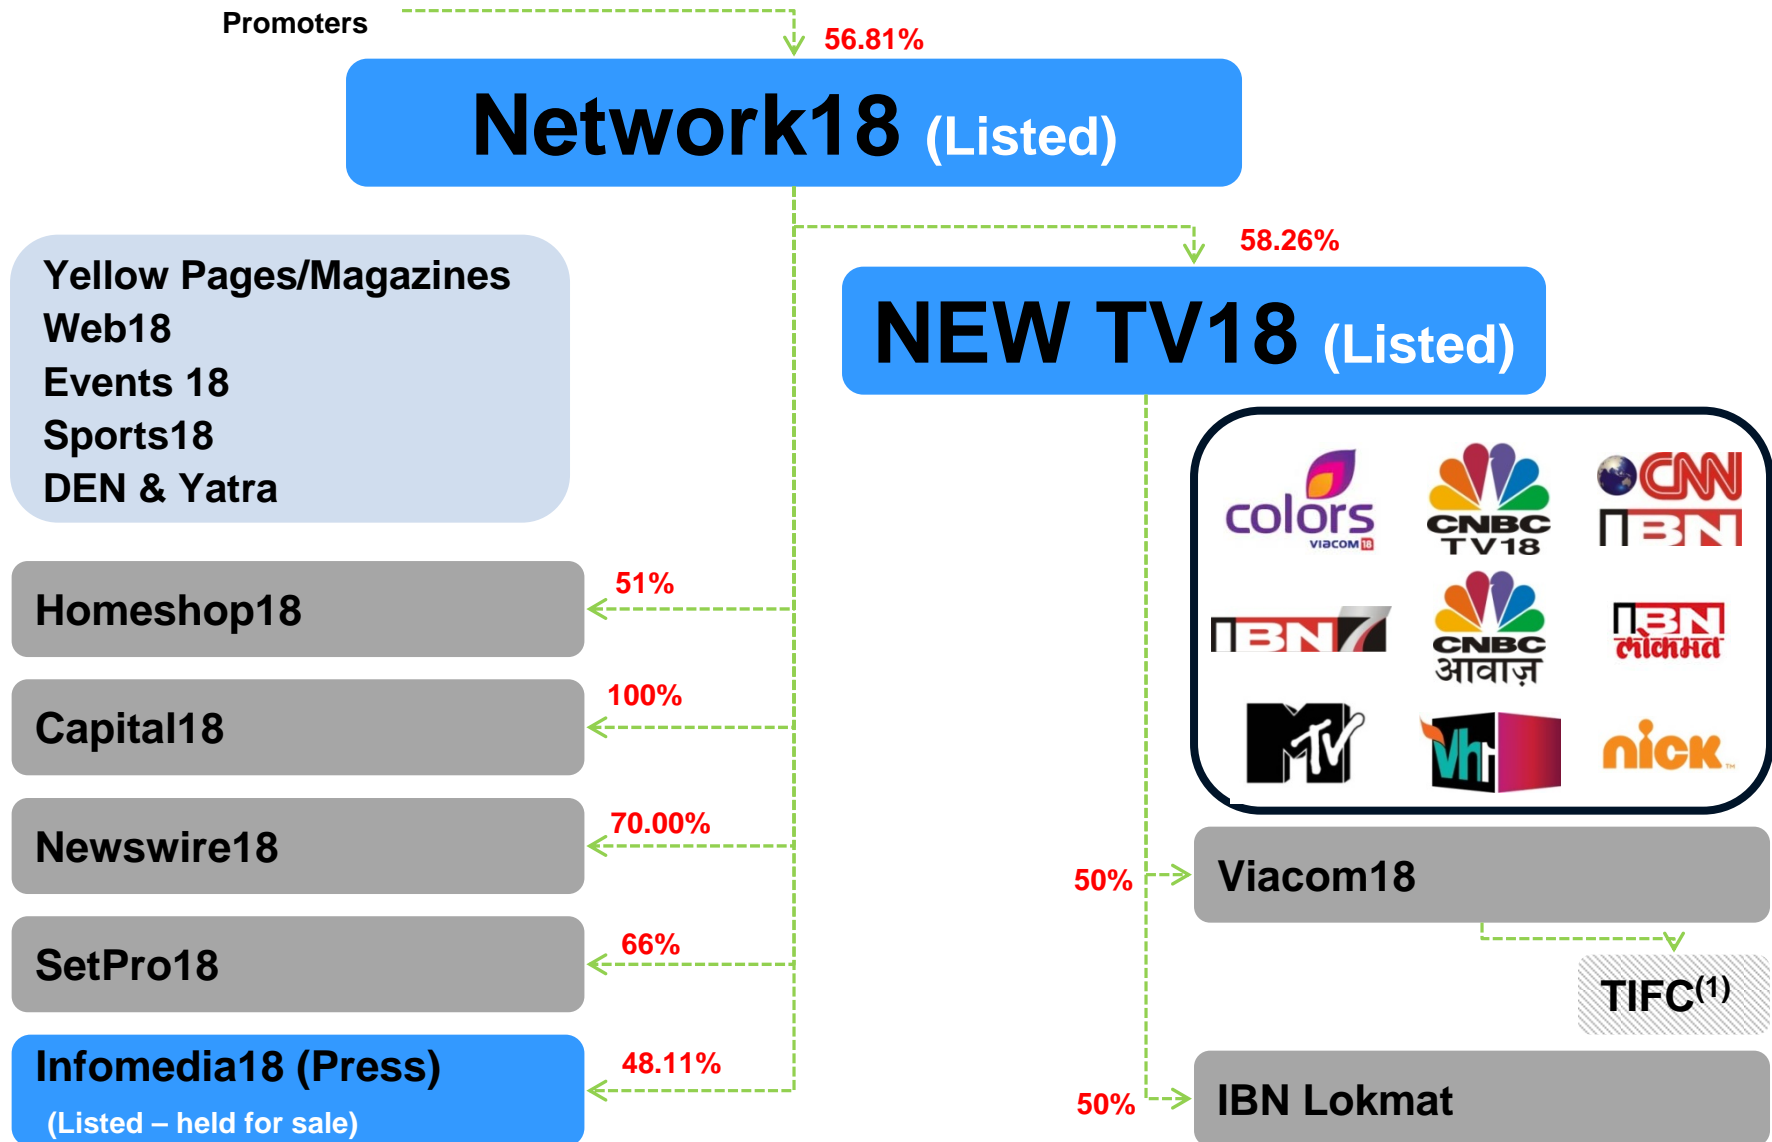 Promoters
56.81%
Network18 (Listed)
58.26%
Yellow Pages/Magazines
Web18
Events 18
Sports18
DEN & Yatra
NEW TV18 (Listed)
colors
VIACOM18
CNBC
TV18
CNN
IBN
IBN7
CNBC
आवाज़
IBN
लोकमत
MTV
Vh1
nick™
51%
Homeshop18
100%
Capital18
70.00%
Newswire18
66%
SetPro18
48.11%
Infomedia18 (Press)
(Listed – held for sale)
50%
Viacom18
TIFC(1)
50%
IBN Lokmat